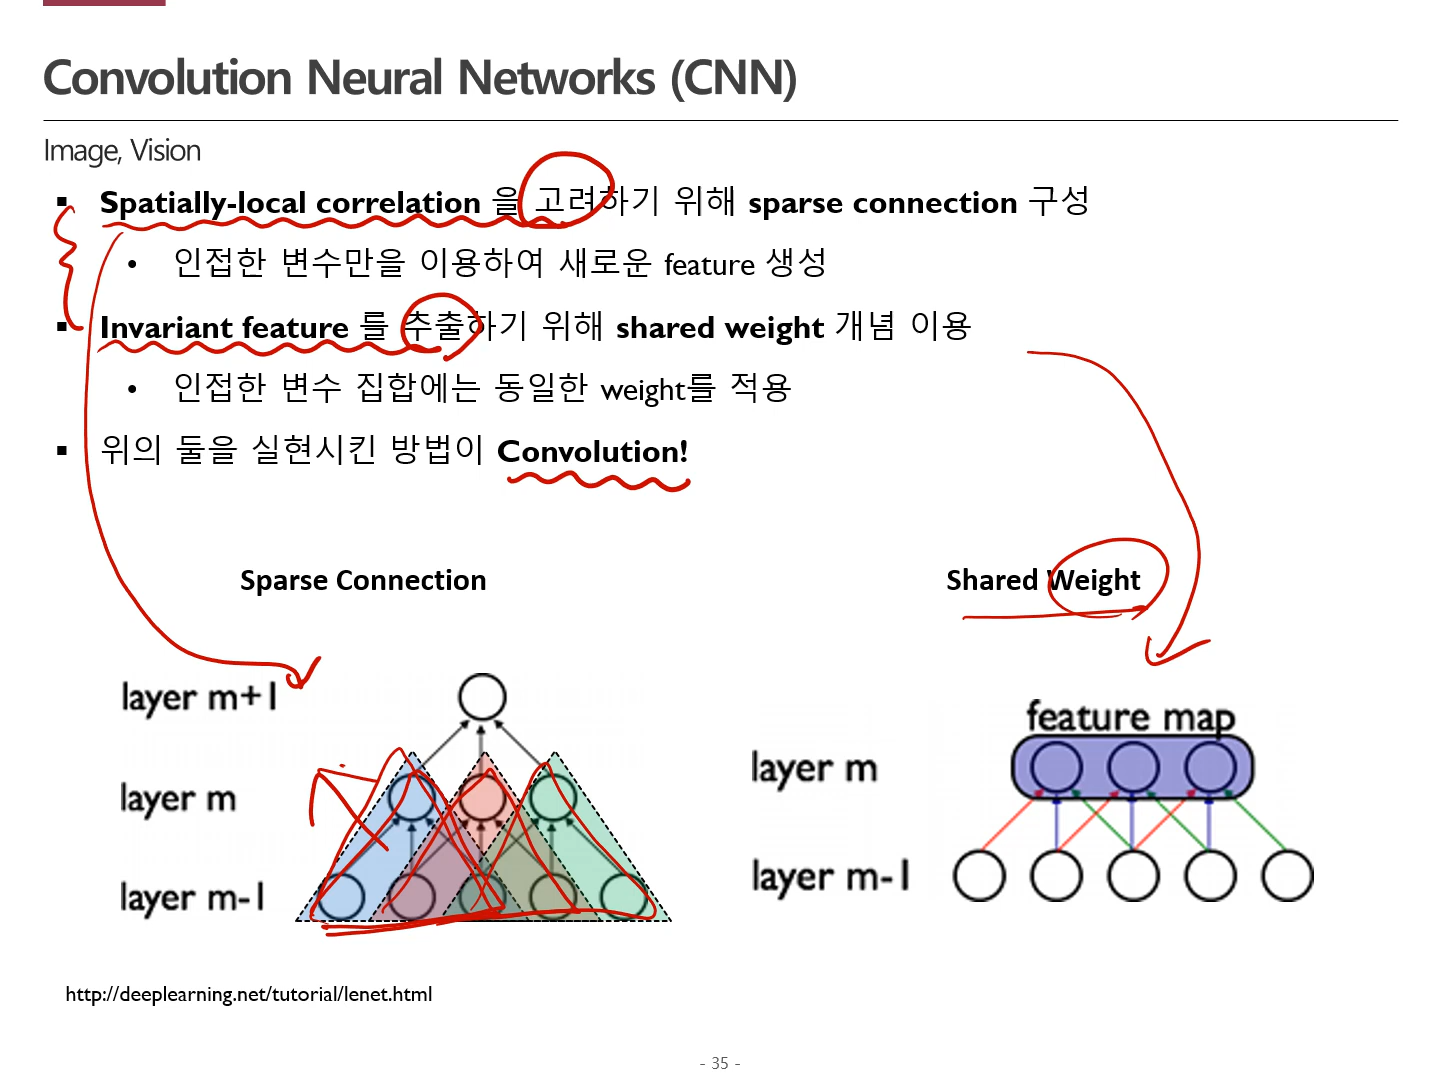 Convolution Neural Networks (CNN)
Image, Vision
▪ Spatially-local correlation 을 고려하기 위해 sparse connection 구성
• 인접한 변수만을 이용하여 새로운 feature 생성
▪ Invariant feature 를 추출하기 위해 shared weight 개념 이용
• 인접한 변수 집합에는 동일한 weight를 적용
▪ 위의 둘을 실현시킨 방법이 Convolution!
Sparse Connection
layer m+1
layer m
layer m-1
Shared Weight
feature map
layer m
layer m-1
http://deeplearning.net/tutorial/lenet.html
- 35 -